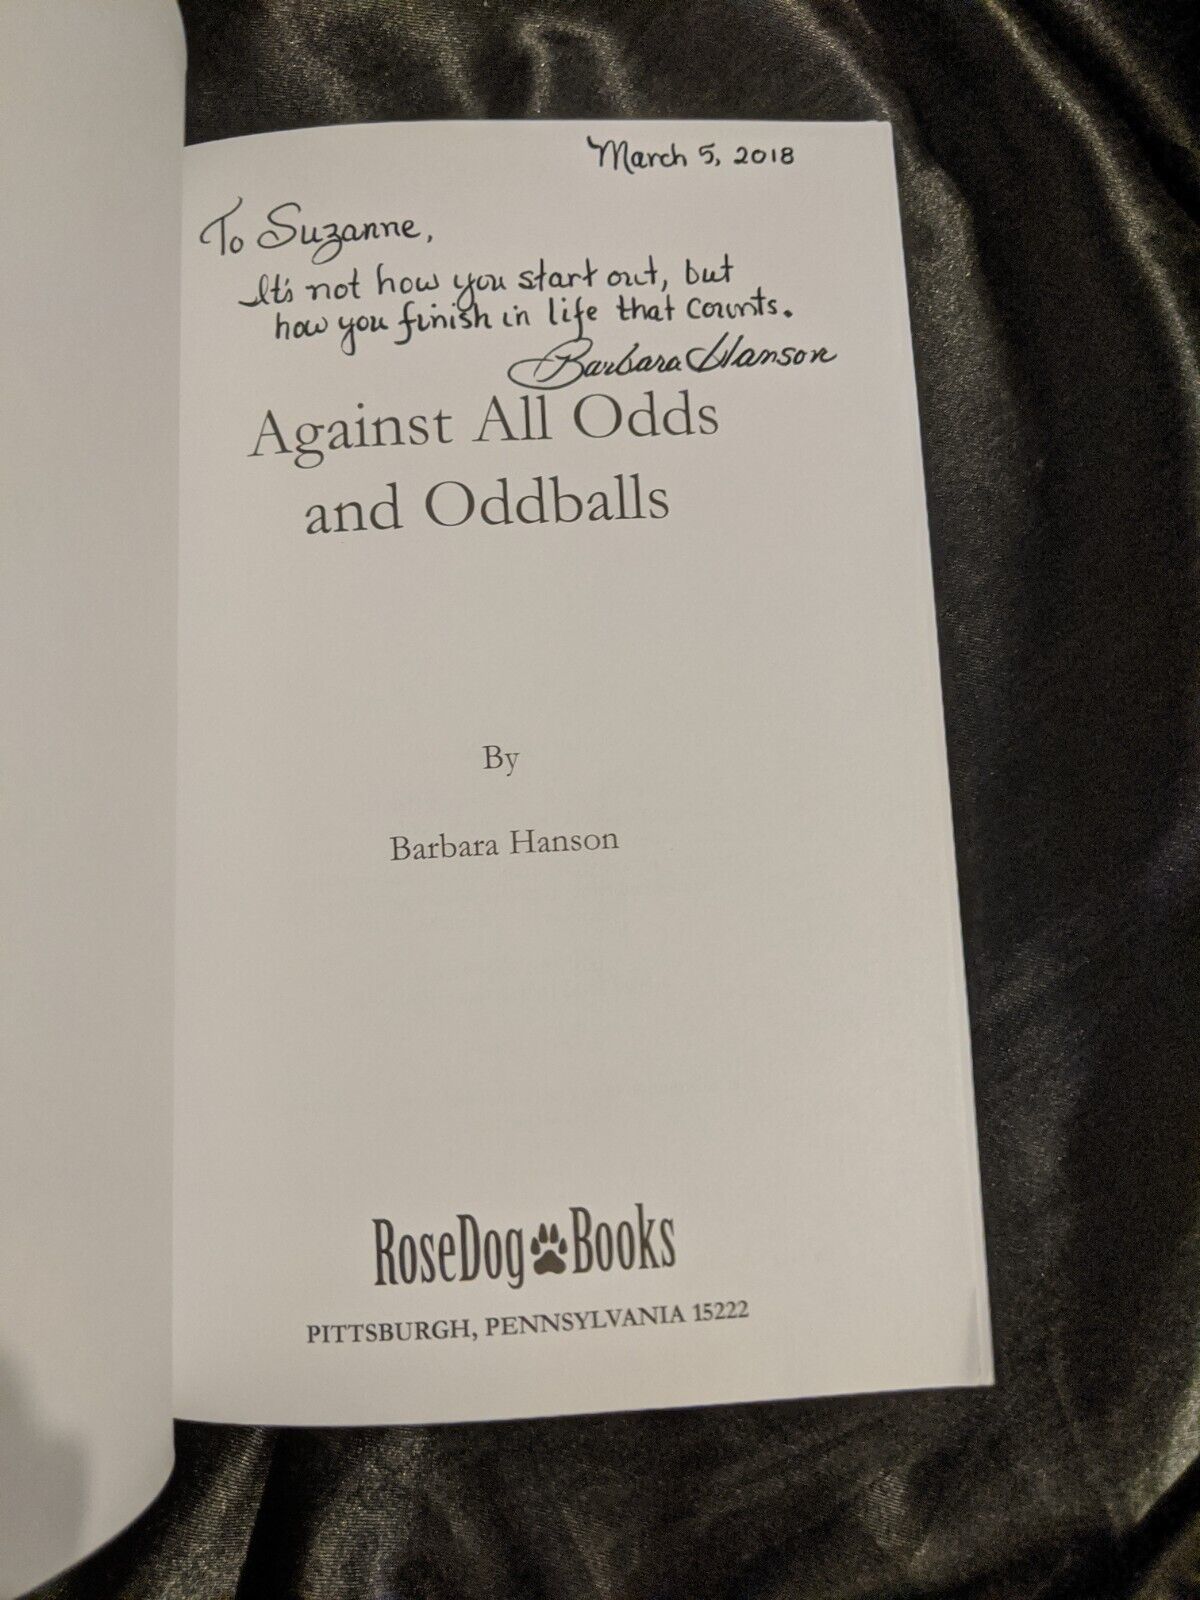 March 5, 2018
To Suzanne,
It's not how you start out, but
how you finish in life that counts.
Barbara Hanson
Against All Odds
and Oddballs
By
Barbara Hanson
RoseDog Books
PITTSBURGH, PENNSYLVANIA 15222